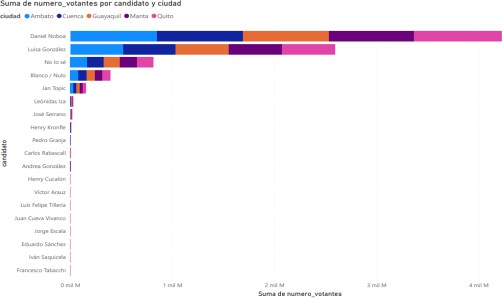 Suma de numero_votantes por candidato y ciudad
ciudad Ambato Cuenca Guayaquil Manta Quito
Daniel Noboa
Luisa González
No lo sé
Blanco / Nulo
Jan Topic
Leónidas Iza
José Serrano
Henry Kronfle
Pedro Granja
Carlos Rabascall
Andrea González
Henry Cucalón
Víctor Araúz
Luis Felipe Tilleria
Juan Cueva Vivanco
Jorge Escala
Eduardo Sánchez
Iván Saquicela
Francesco Tabacchi
candidato
0 mil M 1 mil M 2 mil M 3 mil M 4 mil M
Suma de numero_votantes